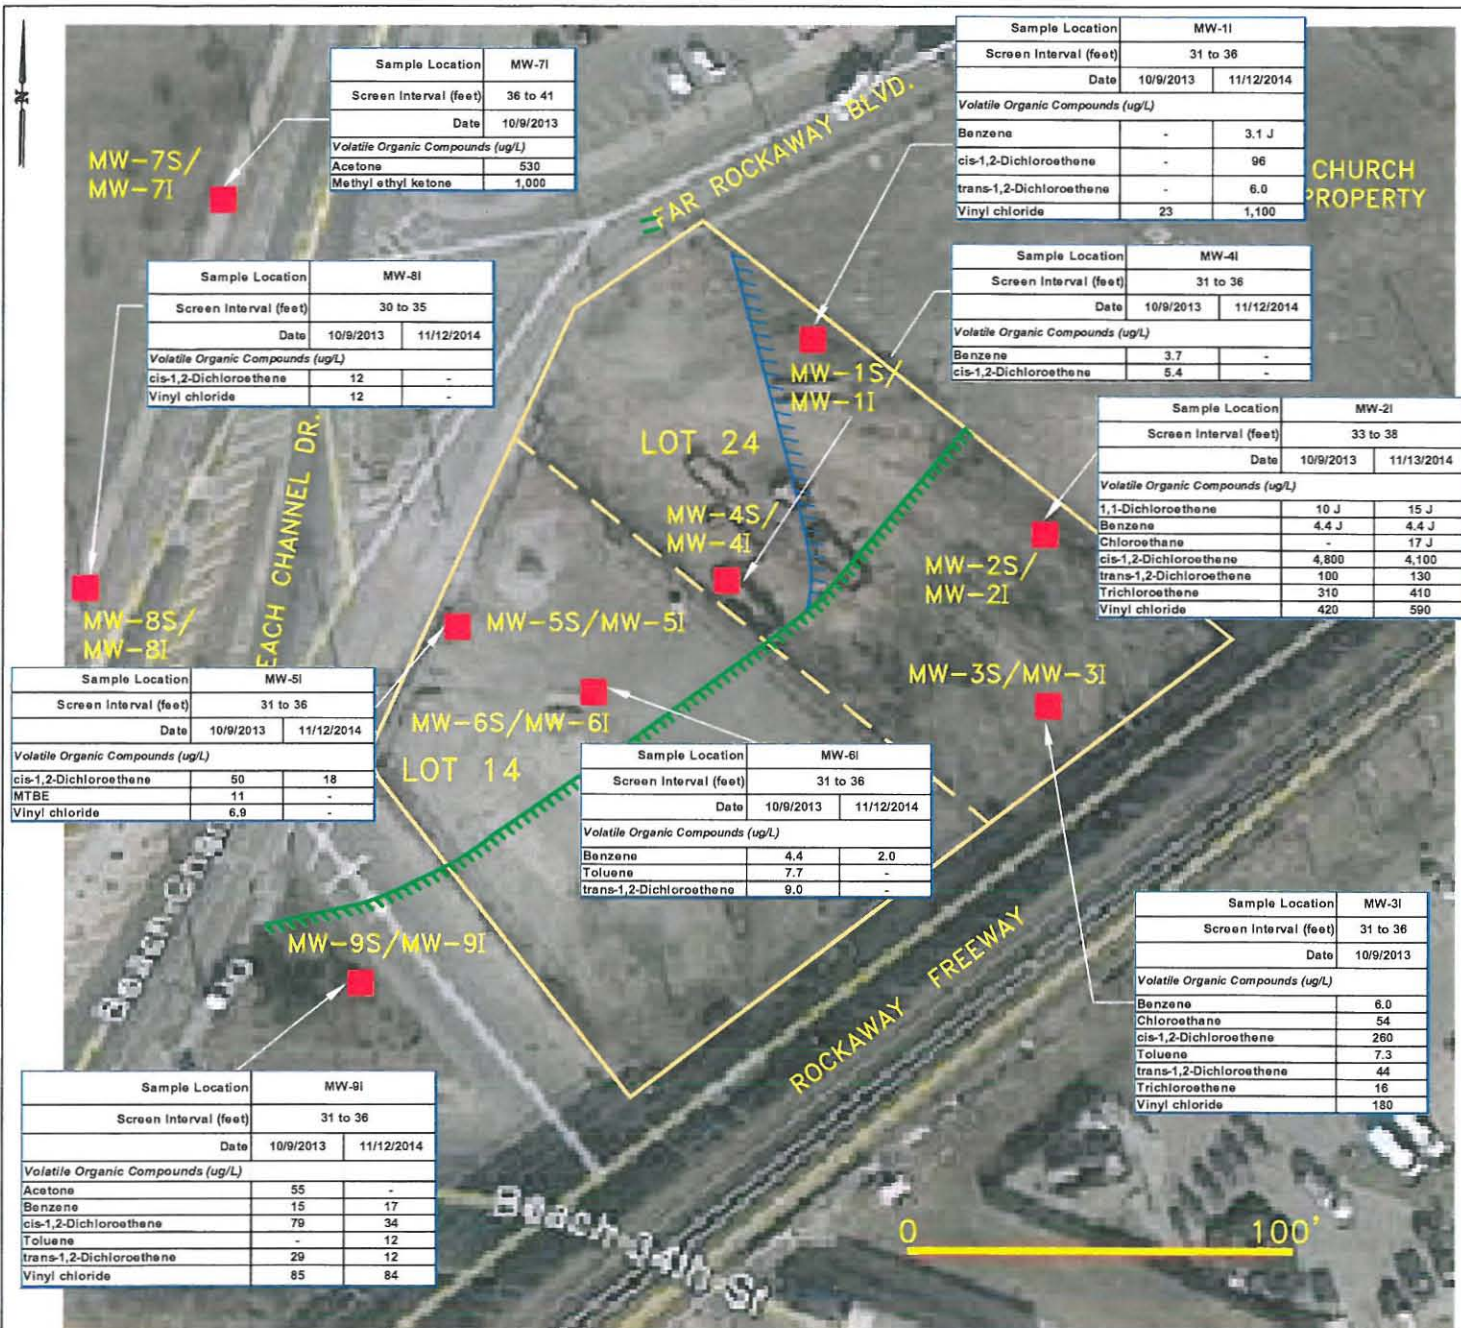 N
Sample Location MW-7I
Screen Interval (feet) 36 to 41
Date 10/9/2013
Volatile Organic Compounds (ug/L)
Acetone 530
Methyl ethyl ketone 1,000
Sample Location MW-1I
Screen Interval (feet) 31 to 36
Date 10/9/2013 11/12/2014
Volatile Organic Compounds (ug/L)
Benzene - 3.1 J
cis-1,2-Dichloroethene - 96
trans-1,2-Dichloroethene - 6.0
Vinyl chloride 23 1,100
MW-7S/
MW-7I
FAR ROCKAWAY BLVD.
CHURCH
PROPERTY
Sample Location MW-8I
Screen Interval (feet) 30 to 35
Date 10/9/2013 11/12/2014
Volatile Organic Compounds (ug/L)
cis-1,2-Dichloroethene 12 -
Vinyl chloride 12 -
Sample Location MW-4I
Screen Interval (feet) 31 to 36
Date 10/9/2013 11/12/2014
Volatile Organic Compounds (ug/L)
Benzene 3.7 -
cis-1,2-Dichloroethene 5.4 -
MW-1S/
MW-1I
LOT 24
Sample Location MW-2I
Screen Interval (feet) 33 to 38
Date 10/9/2013 11/13/2014
Volatile Organic Compounds (ug/L)
1,1-Dichloroethene 10 J 15 J
Benzene 4.4 J 4.4 J
Chloroethane - 17 J
cis-1,2-Dichloroethene 4,800 4,100
trans-1,2-Dichloroethene 100 130
Trichloroethene 310 410
Vinyl chloride 420 590
MW-4S/
MW-4I
MW-2S/
MW-2I
EACH CHANNEL DR.
MW-8S/
MW-8I
MW-5S/MW-5I
MW-3S/MW-3I
MW-6S/MW-6I
LOT 14
Sample Location MW-5I
Screen Interval (feet) 31 to 36
Date 10/9/2013 11/12/2014
Volatile Organic Compounds (ug/L)
cis-1,2-Dichloroethene 50 18
MTBE 11 -
Vinyl chloride 6.9 -
Sample Location MW-6I
Screen Interval (feet) 31 to 36
Date 10/9/2013 11/12/2014
Volatile Organic Compounds (ug/L)
Benzene 4.4 2.0
Toluene 7.7 -
trans-1,2-Dichloroethene 9.0 -
MW-9S/MW-9I
ROCKAWAY FREEWAY
Sample Location MW-3I
Screen Interval (feet) 31 to 36
Date 10/9/2013
Volatile Organic Compounds (ug/L)
Benzene 6.0
Chloroethane 54
cis-1,2-Dichloroethene 260
Toluene 7.3
trans-1,2-Dichloroethene 44
Trichloroethene 16
Vinyl chloride 180
Sample Location MW-9I
Screen Interval (feet) 31 to 36
Date 10/9/2013 11/12/2014
Volatile Organic Compounds (ug/L)
Acetone 55 -
Benzene 15 17
cis-1,2-Dichloroethene 79 34
Toluene - 12
trans-1,2-Dichloroethene 29 12
Vinyl chloride 85 84
Beach
0 100'